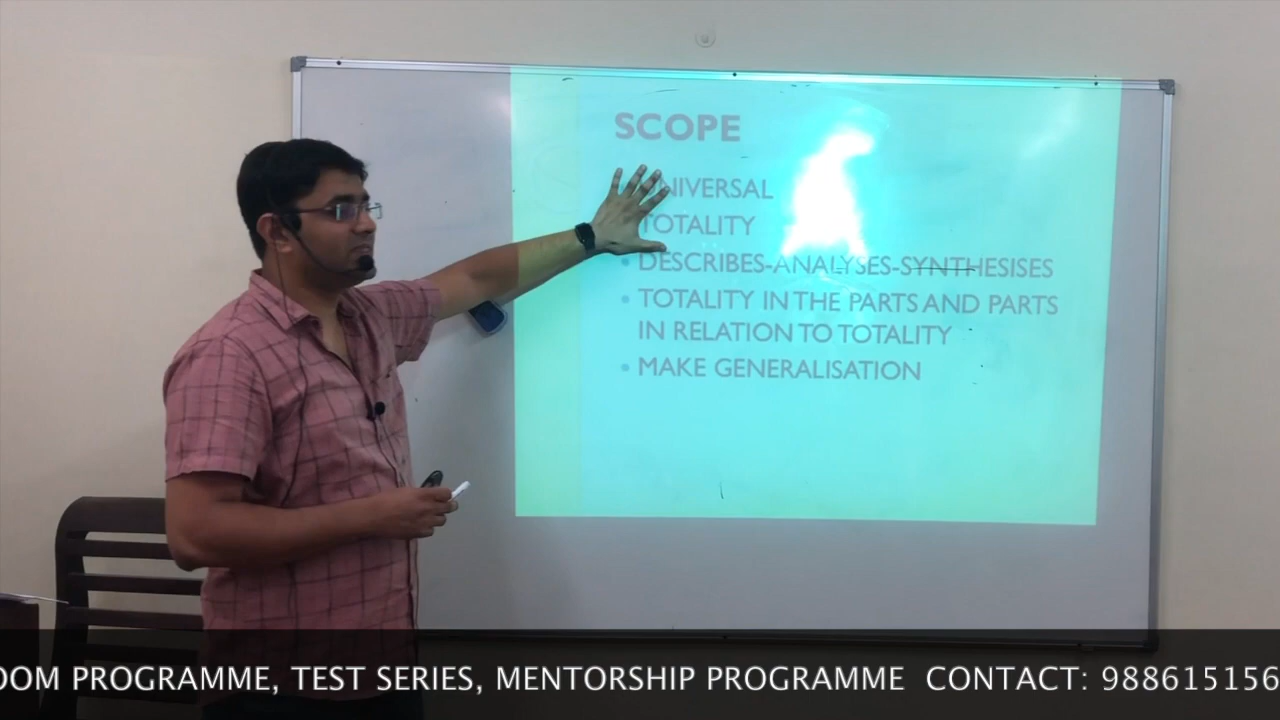 SCOPE
UNIVERSAL
TOTALITY
• DESCRIBES-ANALYSES-SYNTHESISES
• TOTALITY IN THE PARTS AND PARTS
IN RELATION TO TOTALITY
• MAKE GENERALISATION
OOM PROGRAMME, TEST SERIES, MENTORSHIP PROGRAMME CONTACT: 988615156